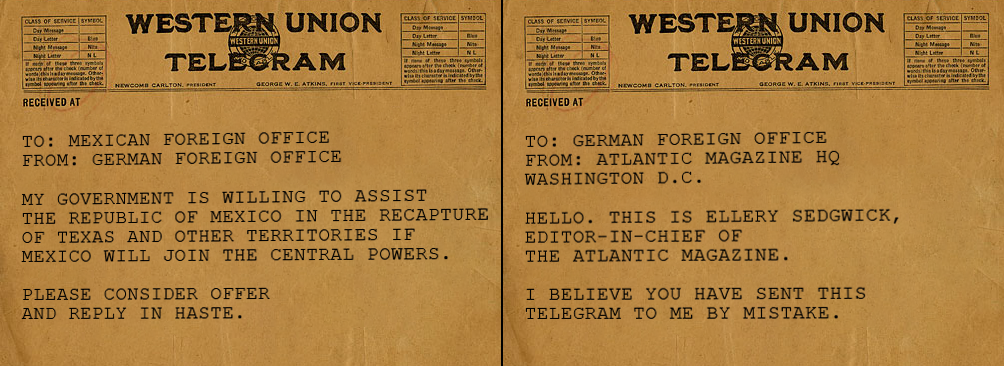 WESTERN UNION
TELEGRAM
WESTERN UNION
CLASS OF SERVICE SYMBOL
Day Message
Day Letter Blue
Night Message Nite
Night Letter N L
If none of these three symbols
appears after the check (number of
words) this is a day message. Other-
wise its character is indicated by the
symbol appearing after the check.
CLASS OF SERVICE SYMBOL
Day Message
Day Letter Blue
Night Message Nite
Night Letter N L
If none of these three symbols
appears after the check (number of
words) this is a day message. Other-
wise its character is indicated by the
symbol appearing after the check.
NEWCOMB CARLTON, PRESIDENT GEORGE W. E. ATKINS, FIRST VICE-PRESIDENT
RECEIVED AT
TO: MEXICAN FOREIGN OFFICE
FROM: GERMAN FOREIGN OFFICE
MY GOVERNMENT IS WILLING TO ASSIST
THE REPUBLIC OF MEXICO IN THE RECAPTURE
OF TEXAS AND OTHER TERRITORIES IF
MEXICO WILL JOIN THE CENTRAL POWERS.
PLEASE CONSIDER OFFER
AND REPLY IN HASTE.
WESTERN UNION
TELEGRAM
WESTERN UNION
CLASS OF SERVICE SYMBOL
Day Message
Day Letter Blue
Night Message Nite
Night Letter N L
If none of these three symbols
appears after the check (number of
words) this is a day message. Other-
wise its character is indicated by the
symbol appearing after the check.
CLASS OF SERVICE SYMBOL
Day Message
Day Letter Blue
Night Message Nite
Night Letter N L
If none of these three symbols
appears after the check (number of
words) this is a day message. Other-
wise its character is indicated by the
symbol appearing after the check.
NEWCOMB CARLTON, PRESIDENT GEORGE W. E. ATKINS, FIRST VICE-PRESIDENT
RECEIVED AT
TO: GERMAN FOREIGN OFFICE
FROM: ATLANTIC MAGAZINE HQ
WASHINGTON D.C.
HELLO. THIS IS ELLERY SEDGWICK,
EDITOR-IN-CHIEF OF
THE ATLANTIC MAGAZINE.
I BELIEVE YOU HAVE SENT THIS
TELEGRAM TO ME BY MISTAKE.